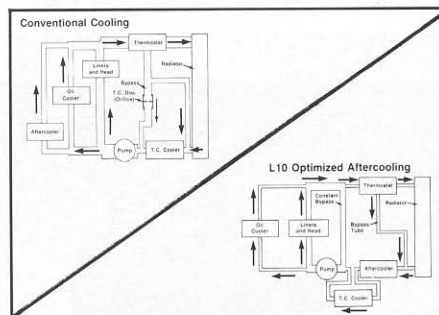 Conventional Cooling
Thermostat
Radiator
Liners
and Head
Bypass
T.C. Disc
(Orifice)
Oil
Cooler
Aftercooler
Pump
T.C. Cooler
L10 Optimized Aftercooling
Thermostat
Radiator
Constant
Bypass
Bypass
Tube
Oil
Cooler
Liners
and Head
Pump
Aftercooler
T.C. Cooler